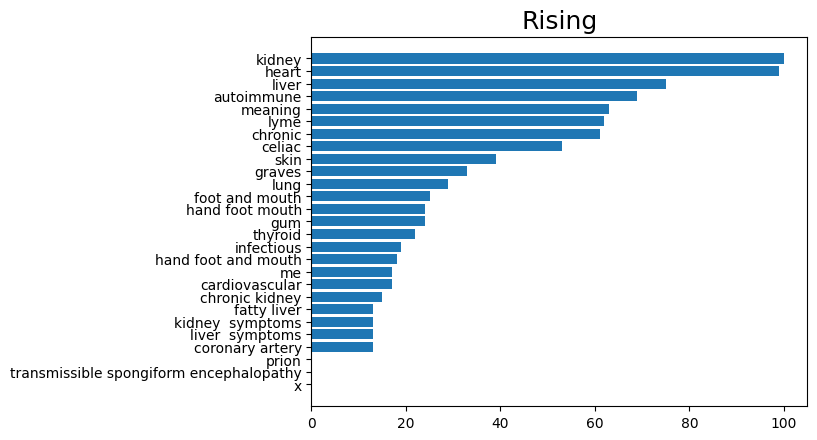 Rising
kidney
heart
liver
autoimmune
meaning
lyme
chronic
celiac
skin
graves
lung
foot and mouth
hand foot mouth
gum
thyroid
infectious
hand foot and mouth
me
cardiovascular
chronic kidney
fatty liver
kidney  symptoms
liver  symptoms
coronary artery
prion
transmissible spongiform encephalopathy
x
0 20 40 60 80 100